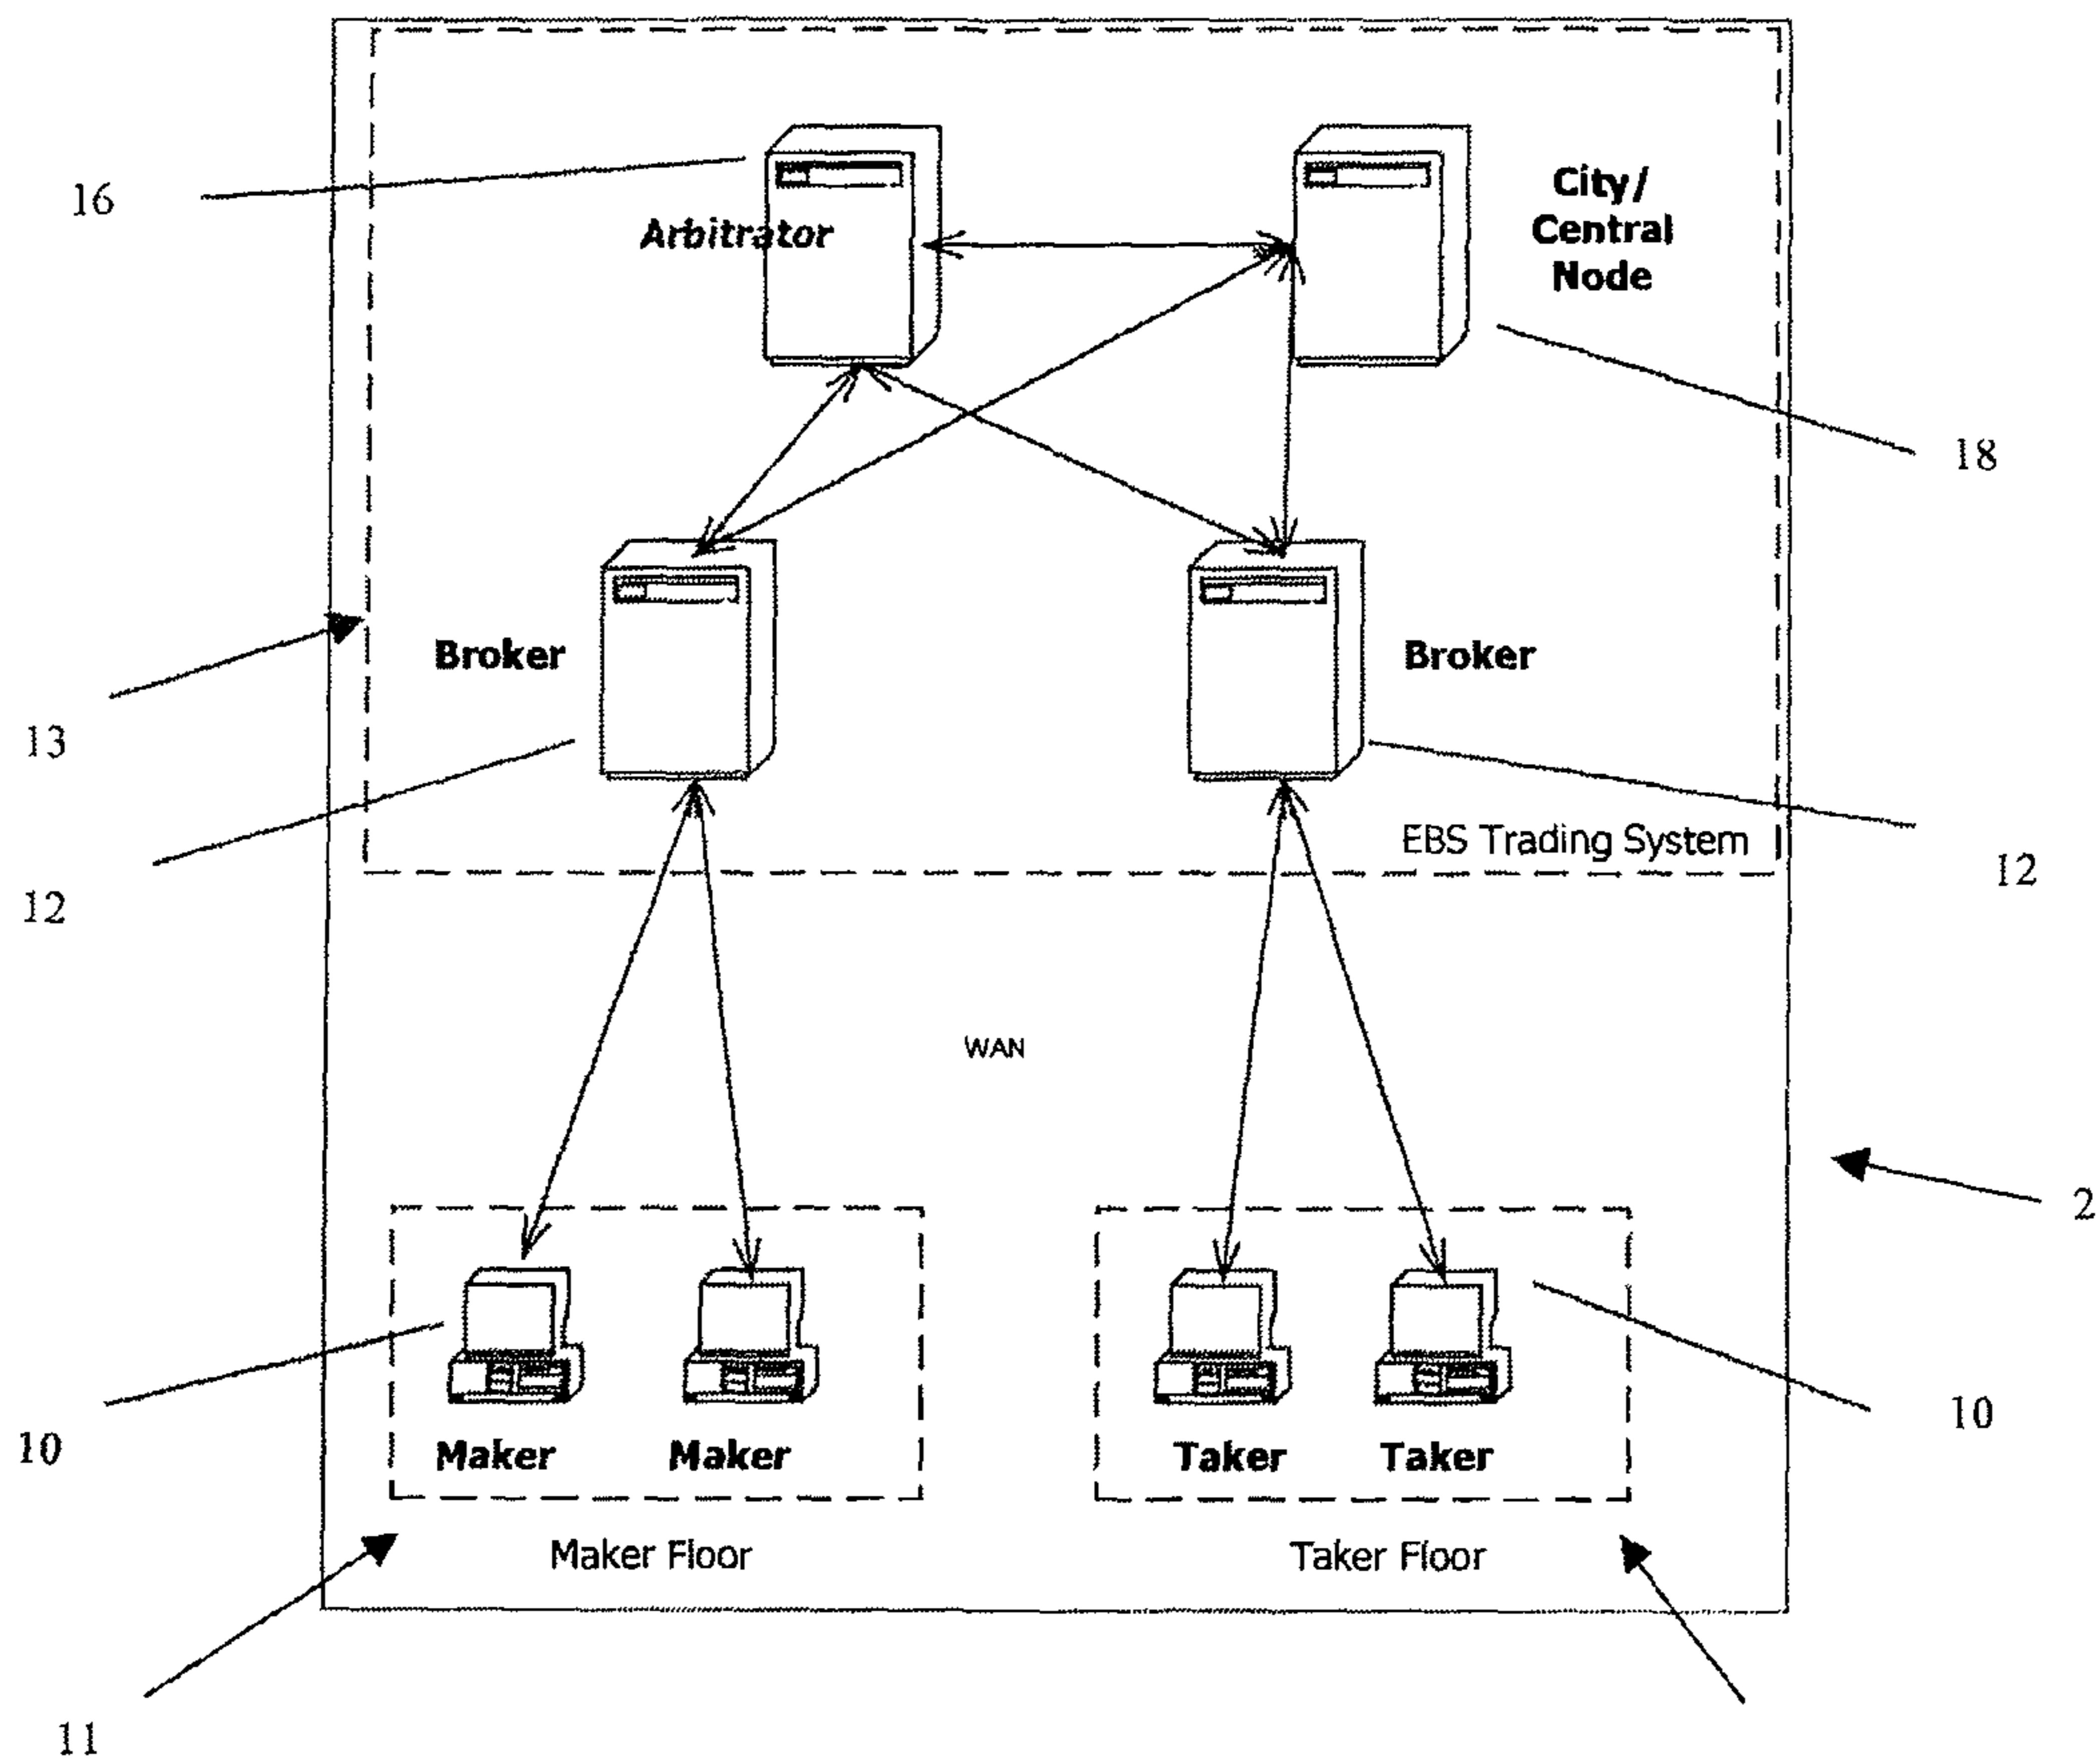 16
Arbitrator
City/
Central
Node
18
Broker
Broker
13
EBS Trading System
12
12
WAN
2
10
10
Maker
Maker
Taker
Taker
Maker Floor
Taker Floor
11